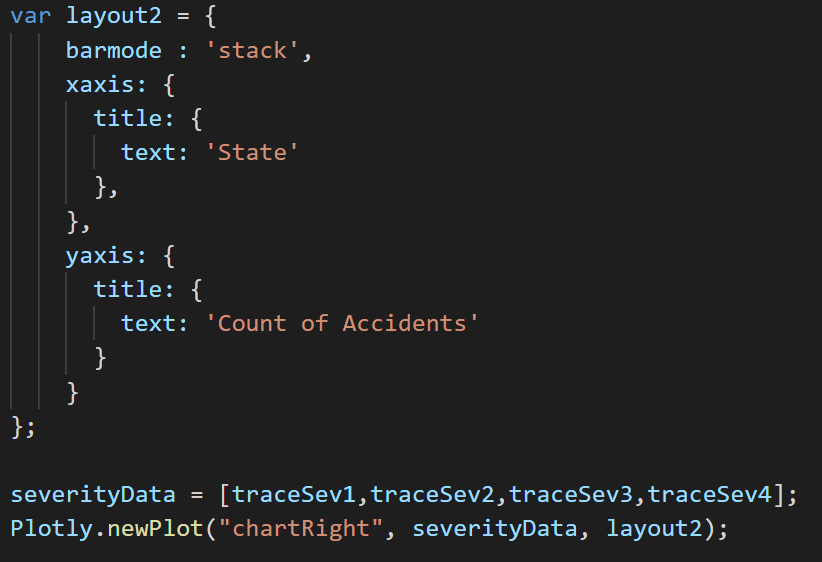 var layout2 = {
    barmode : 'stack',
    xaxis: {
      title: {
        text: 'State'
      },
    },
    yaxis: {
      title: {
        text: 'Count of Accidents'
      }
    }
};

severityData = [traceSev1,traceSev2,traceSev3,traceSev4];
Plotly.newPlot("chartRight", severityData, layout2);